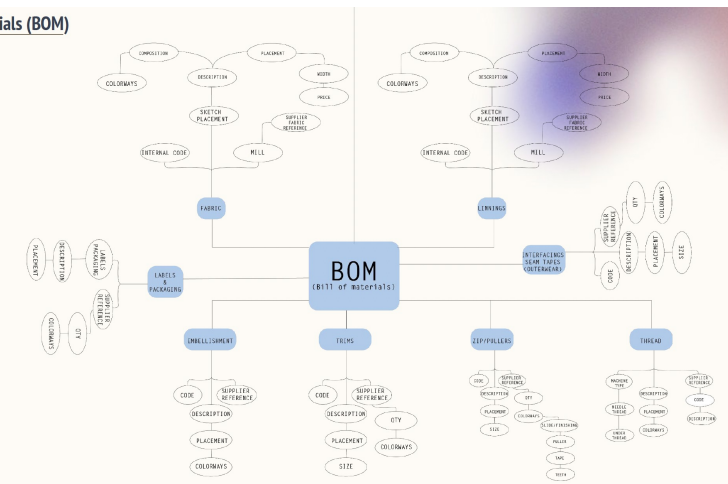 ials (BOM)
COMPOSITION
PLACEMENT
COLORWAYS
DESCRIPTION
WIDTH
PRICE
SKETCH
PLACEMENT
SUPPLIER
FABRIC
REFERENCE
INTERNAL CODE
MILL
FABRIC
COMPOSITION
PLACEMENT
COLORWAYS
DESCRIPTION
WIDTH
PRICE
SKETCH
PLACEMENT
SUPPLIER
FABRIC
REFERENCE
INTERNAL CODE
MILL
LINNINGS
BOM
(Bill of materials)
LABELS
&
PACKAGING
LABELS
PACKAGING
DESCRIPTION
PLACEMENT
SUPPLIER
REFERENCE
QTY
COLORWAYS
INTERFACINGS
SEAM TAPES
(OUTERWEAR)
SUPPLIER
REFERENCE
QTY
COLORWAYS
DESCRIPTION
PLACEMENT
SIZE
CODE
EMBELLISHMENT
CODE
SUPPLIER
REFERENCE
DESCRIPTION
PLACEMENT
COLORWAYS
TRIMS
CODE
SUPPLIER
REFERENCE
DESCRIPTION
QTY
PLACEMENT
COLORWAYS
SIZE
ZIP/PULLERS
CODE
SUPPLIER
REFERENCE
DESCRIPTION
QTY
PLACEMENT
COLORWAYS
SIZE
SLIDE/FINISHING
PULLER
TAPE
TEETH
THREAD
MACHINE
TYPE
SUPPLIER
REFERENCE
DESCRIPTION
CODE
NIDDLE
THREAD
PLACEMENT
DESCRIPTION
UNDER
THREAD
COLORWAYS